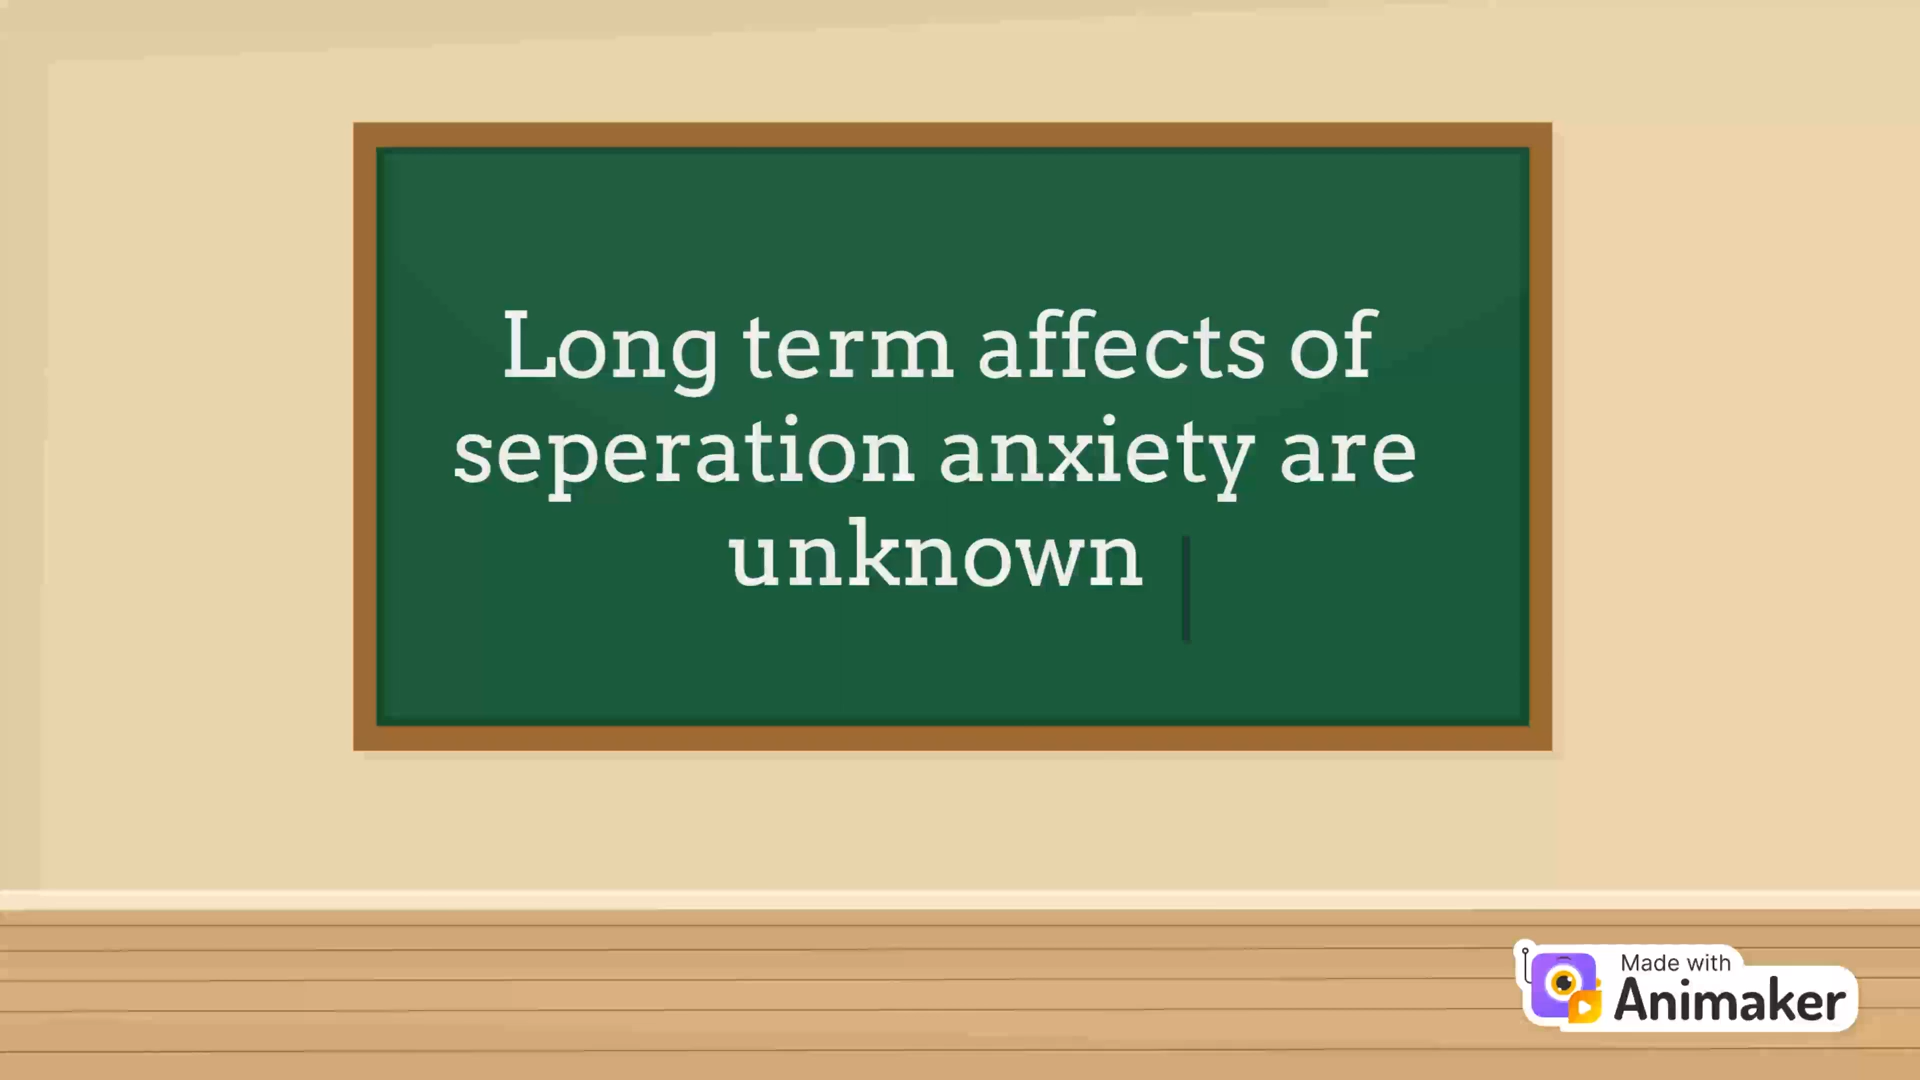 Long term affects of
seperation anxiety are
unknown
Made with
Animaker